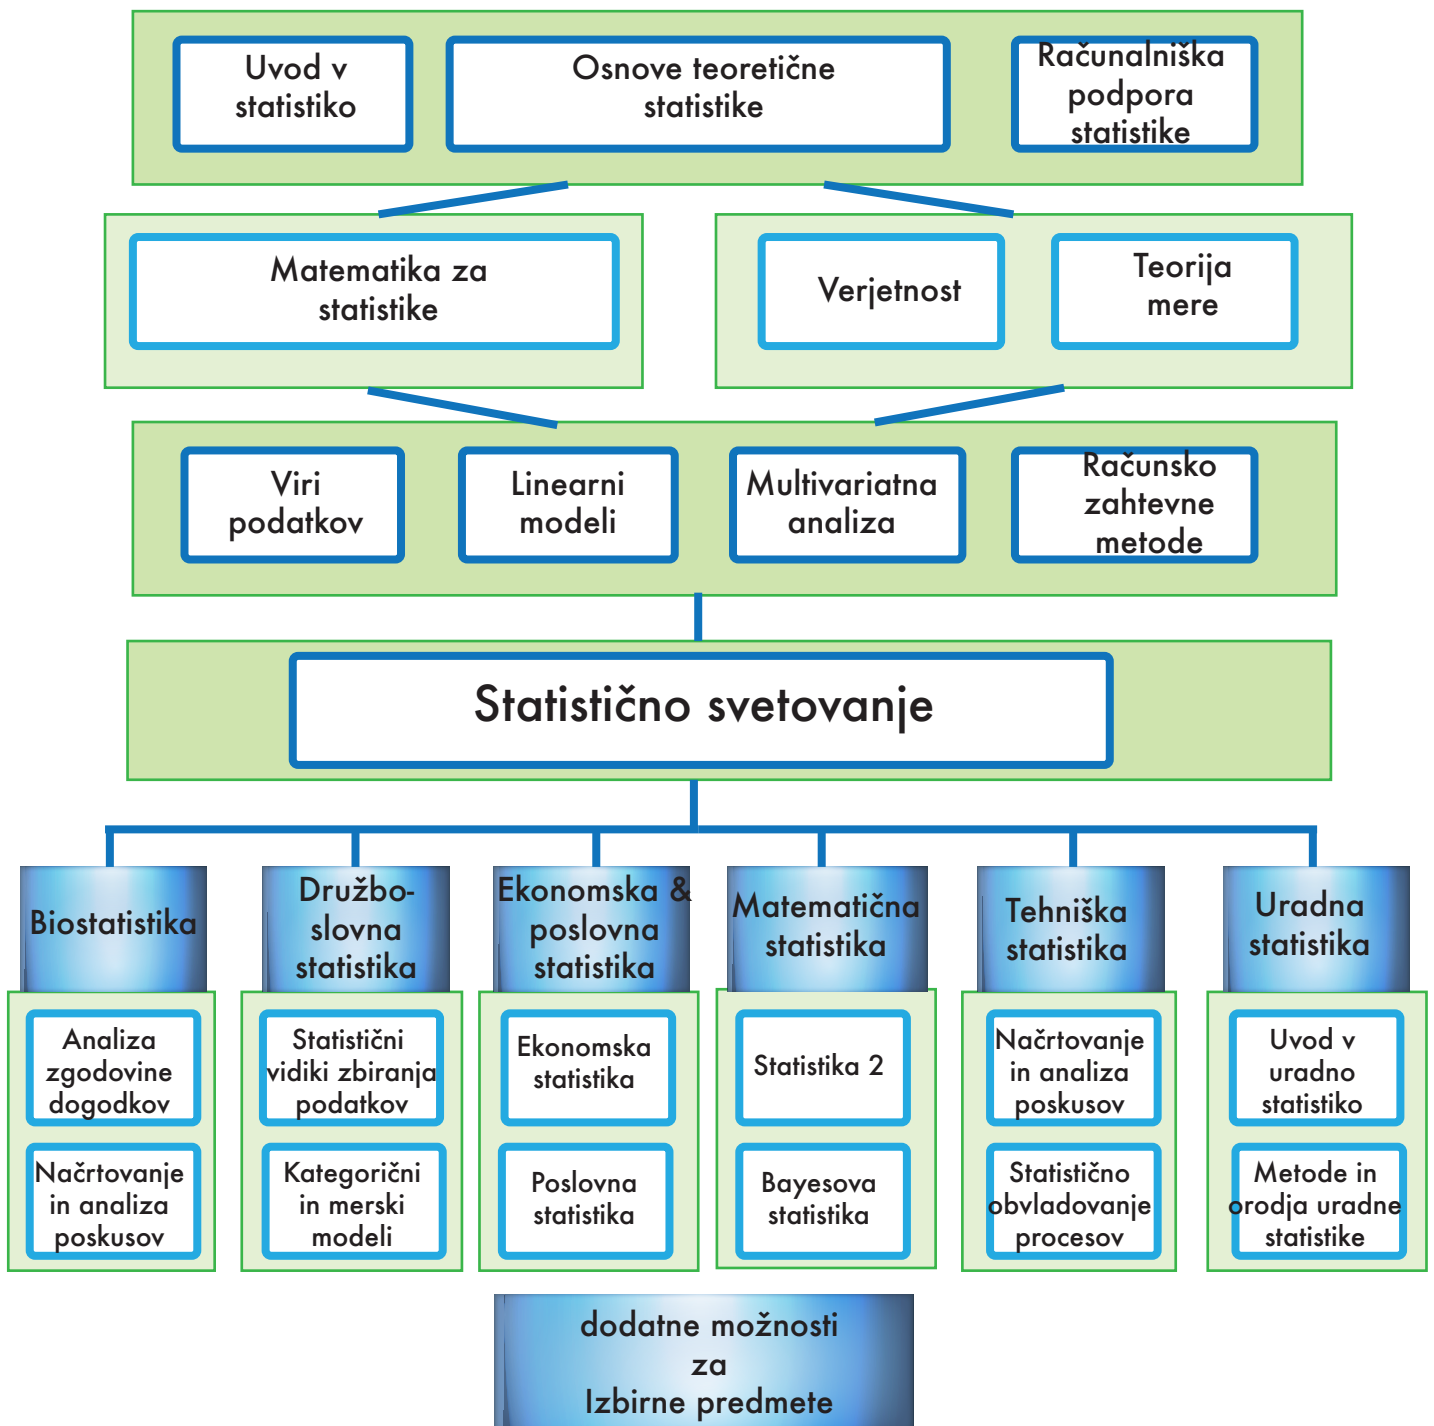 Uvod v
statistiko
Osnove teoretične
statistike
Računalniška
podpora
statistike
Matematika za
statistike
Verjetnost
Teorija
mere
Viri
podatkov
Linearni
modeli
Multivariatna
analiza
Računsko
zahtevne
metode
Statistično svetovanje
Biostatistika
Družbo-
slovna
statistika
Ekonomska &
poslovna
statistika
Matematična
statistika
Tehniška
statistika
Uradna
statistika
Analiza
zgodovine
dogodkov
Statistični
vidiki zbiranja
podatkov
Ekonomska
statistika
Statistika 2
Načrtovanje
in analiza
poskusov
Uvod v
uradno
statistiko
Načrtovanje
in analiza
poskusov
Kategorični
in merski
modeli
Poslovna
statistika
Bayesova
statistika
Statistično
obvladovanje
procesov
Metode in
orodja uradne
statistike
dodatne možnosti
za
Izbirne predmete